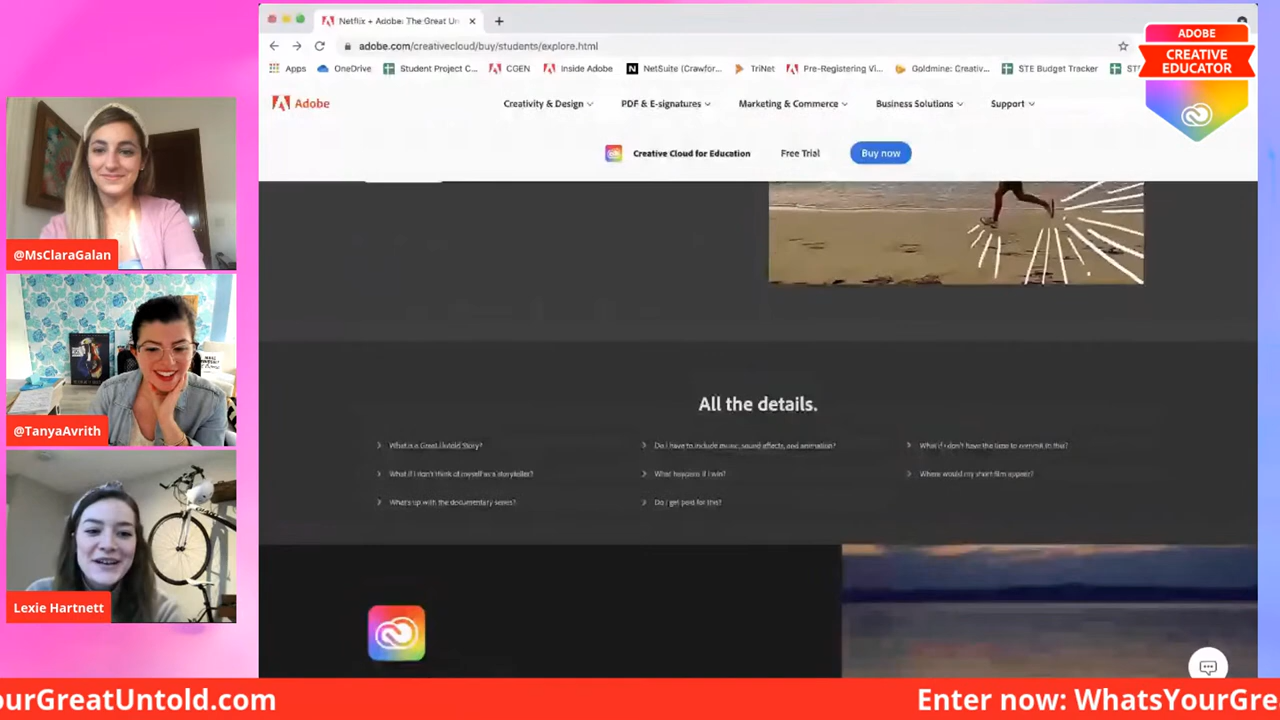 Netflix + Adobe: The Great Un
adobe.com/creativecloud/buy/students/explore.html
Apps
OneDrive
Student Project C...
CGEN
Inside Adobe
NetSuite (Crawfor...
TriNet
Pre-Registering Vi...
Goldmine: Creativ...
STE Budget Tracker
ADOBE
CREATIVE
EDUCATOR
Adobe
Creativity & Design
PDF & E-signatures
Marketing & Commerce
Business Solutions
Support
Creative Cloud for Education
Free Trial
Buy now
@MsClaraGalan
@TanyaAvrith
Lexie Hartnett
All the details.
What is a Great Untold Story?
What if I don't think of myself as a storyteller?
What's up with the documentary series?
Do I have to include music, sound effects, and animation?
What happens if I win?
Do I get paid for this?
What if I don't have the time to commit to this?
Where would my short film appear?
ourGreatUntold.com
Enter now: WhatsYourGre